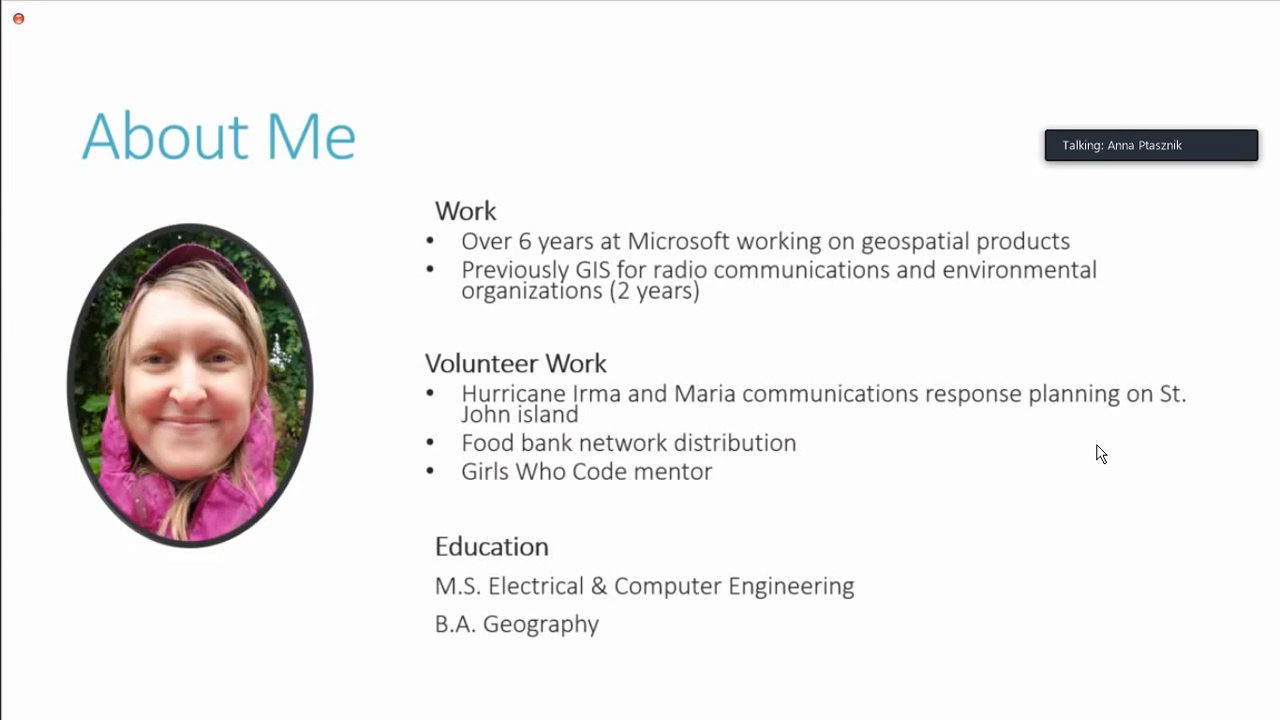 About Me
Talking: Anna Ptasznik
Work
• Over 6 years at Microsoft working on geospatial products
• Previously GIS for radio communications and environmental
organizations (2 years)
Volunteer Work
• Hurricane Irma and Maria communications response planning on St.
John island
• Food bank network distribution
• Girls Who Code mentor
Education
M.S. Electrical & Computer Engineering
B.A. Geography